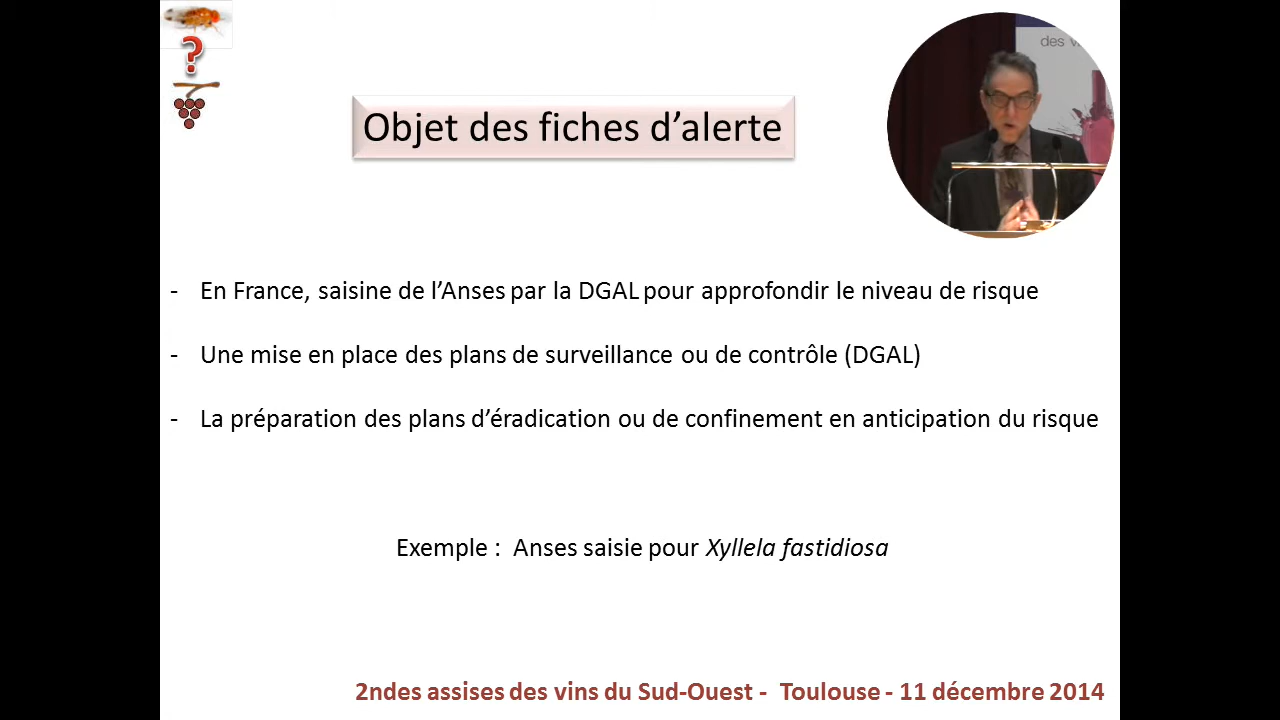 ?
des v
Objet des fiches d’alerte
- En France, saisine de l’Anses par la DGAL pour approfondir le niveau de risque
- Une mise en place des plans de surveillance ou de contrôle (DGAL)
- La préparation des plans d’éradication ou de confinement en anticipation du risque
Exemple : Anses saisie pour Xyllela fastidiosa
2ndes assises des vins du Sud-Ouest - Toulouse - 11 décembre 2014